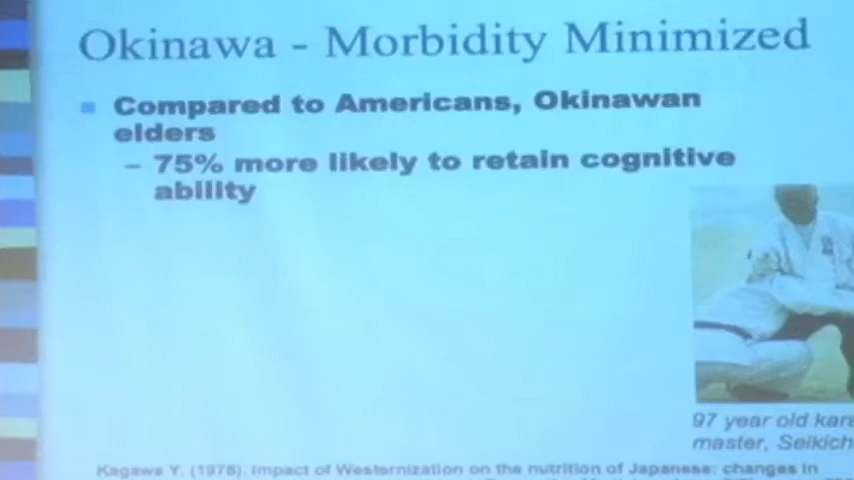 Okinawa - Morbidity Minimized
Compared to Americans, Okinawan
elders
– 75% more likely to retain cognitive
ability
97 year old kara
master, Seikich
Kagawa Y. (1978). Impact of Westernization on the nutrition of Japanese: changes in